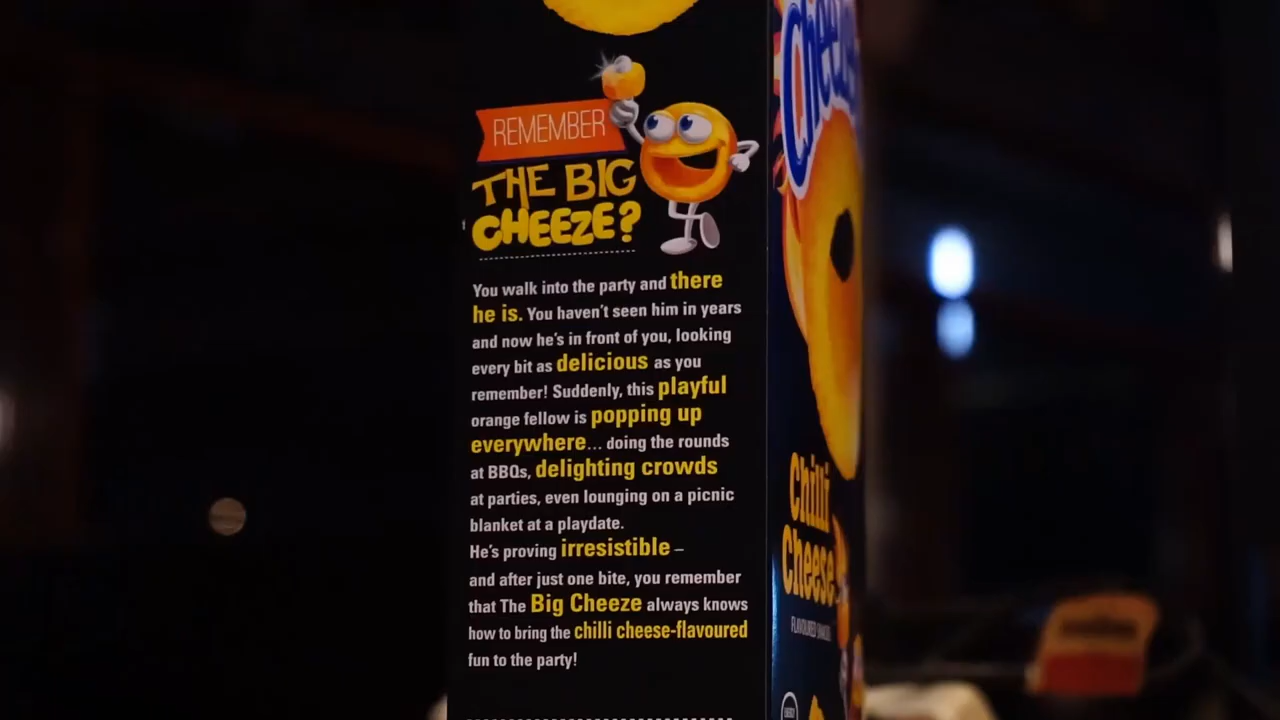 REMEMBER
THE BIG
CHEEZE?
You walk into the party and there
he is. You haven't seen him in years
and now he's in front of you, looking
every bit as delicious as you
remember! Suddenly, this playful
orange fellow is popping up
everywhere... doing the rounds
at BBQs, delighting crowds
at parties, even lounging on a picnic
blanket at a playdate.
He's proving irresistible –
and after just one bite, you remember
that The Big Cheeze always knows
how to bring the chilli cheese-flavoured
fun to the party!
Chilli
Cheese
FLAVOURED